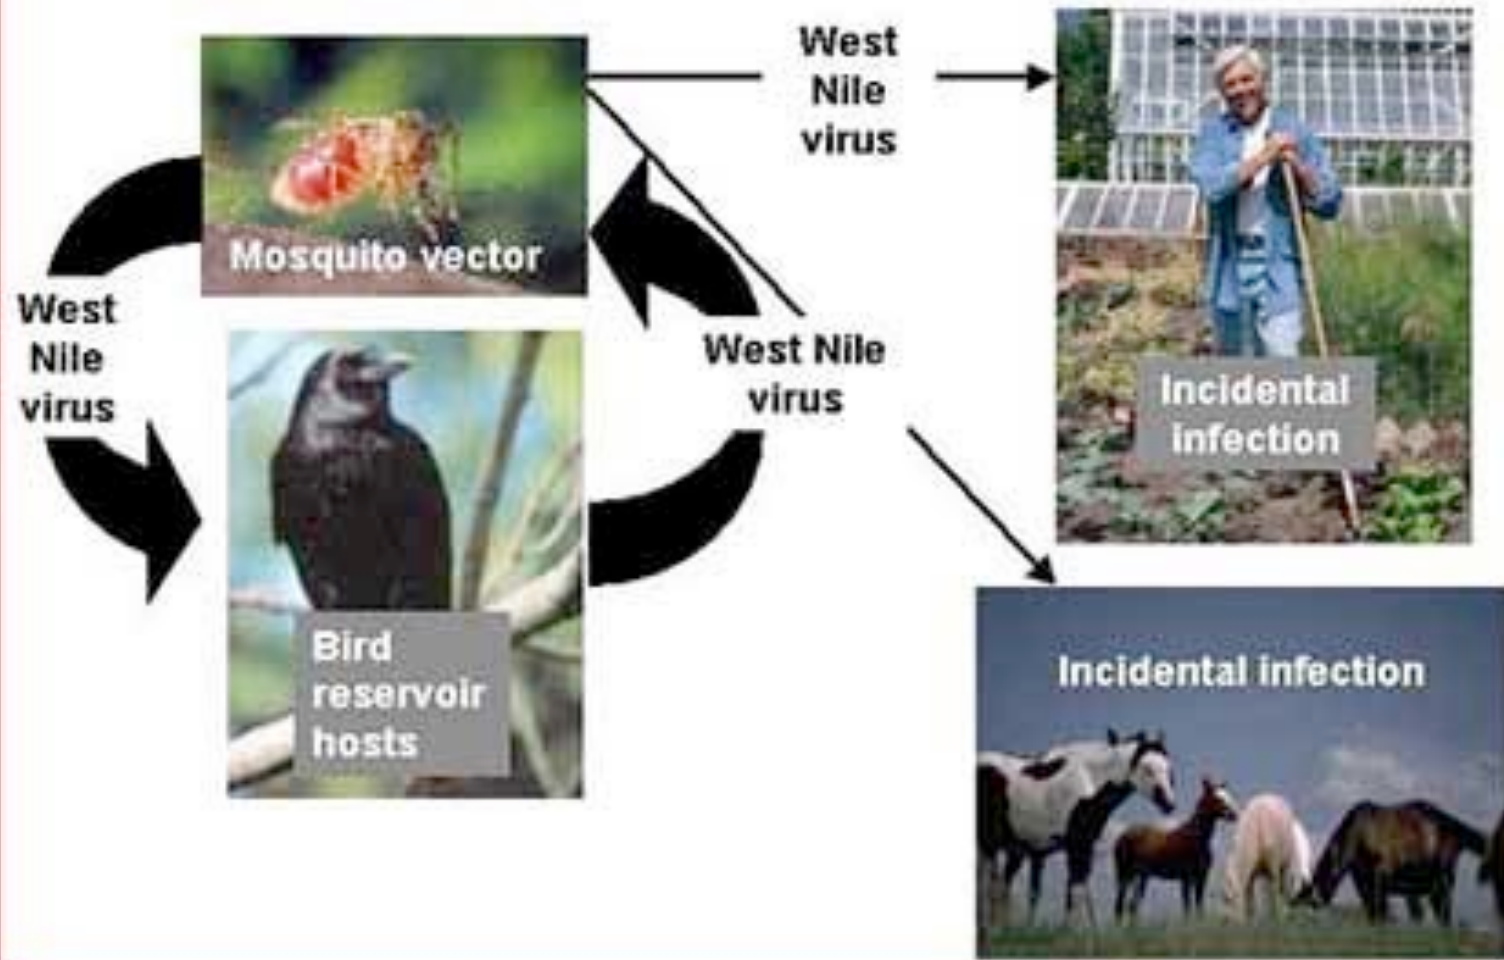 West
Nile
virus
Mosquito vector
West
Nile
virus
West Nile
virus
Incidental
infection
Bird
reservoir
hosts
Incidental infection